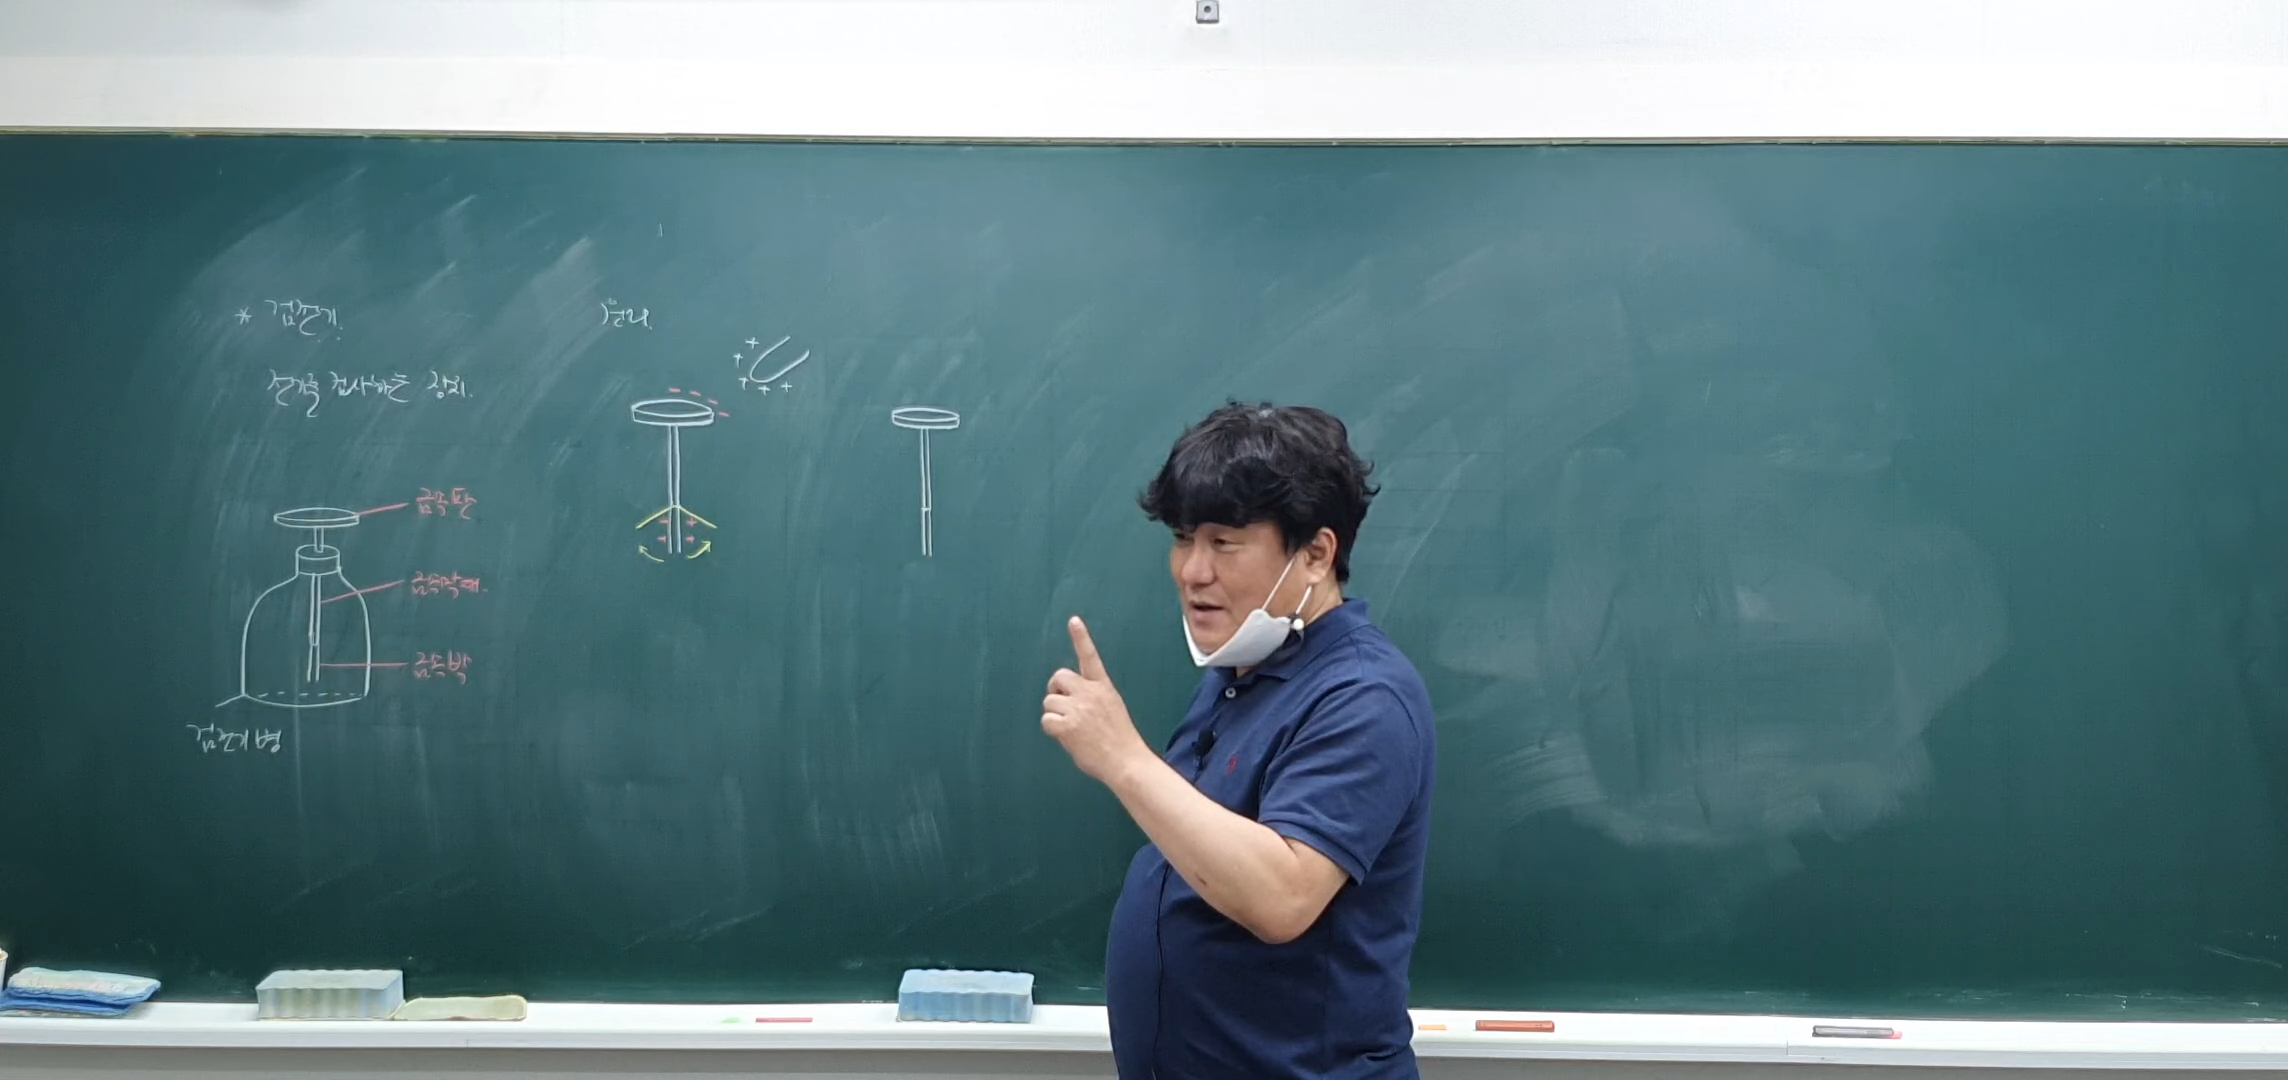 * 검전기.
전기를 검사하는 장치.
금속판
금속막대.
금속박
검전기 병
원리.
+ + + + +
- - - -
+ +
+ +